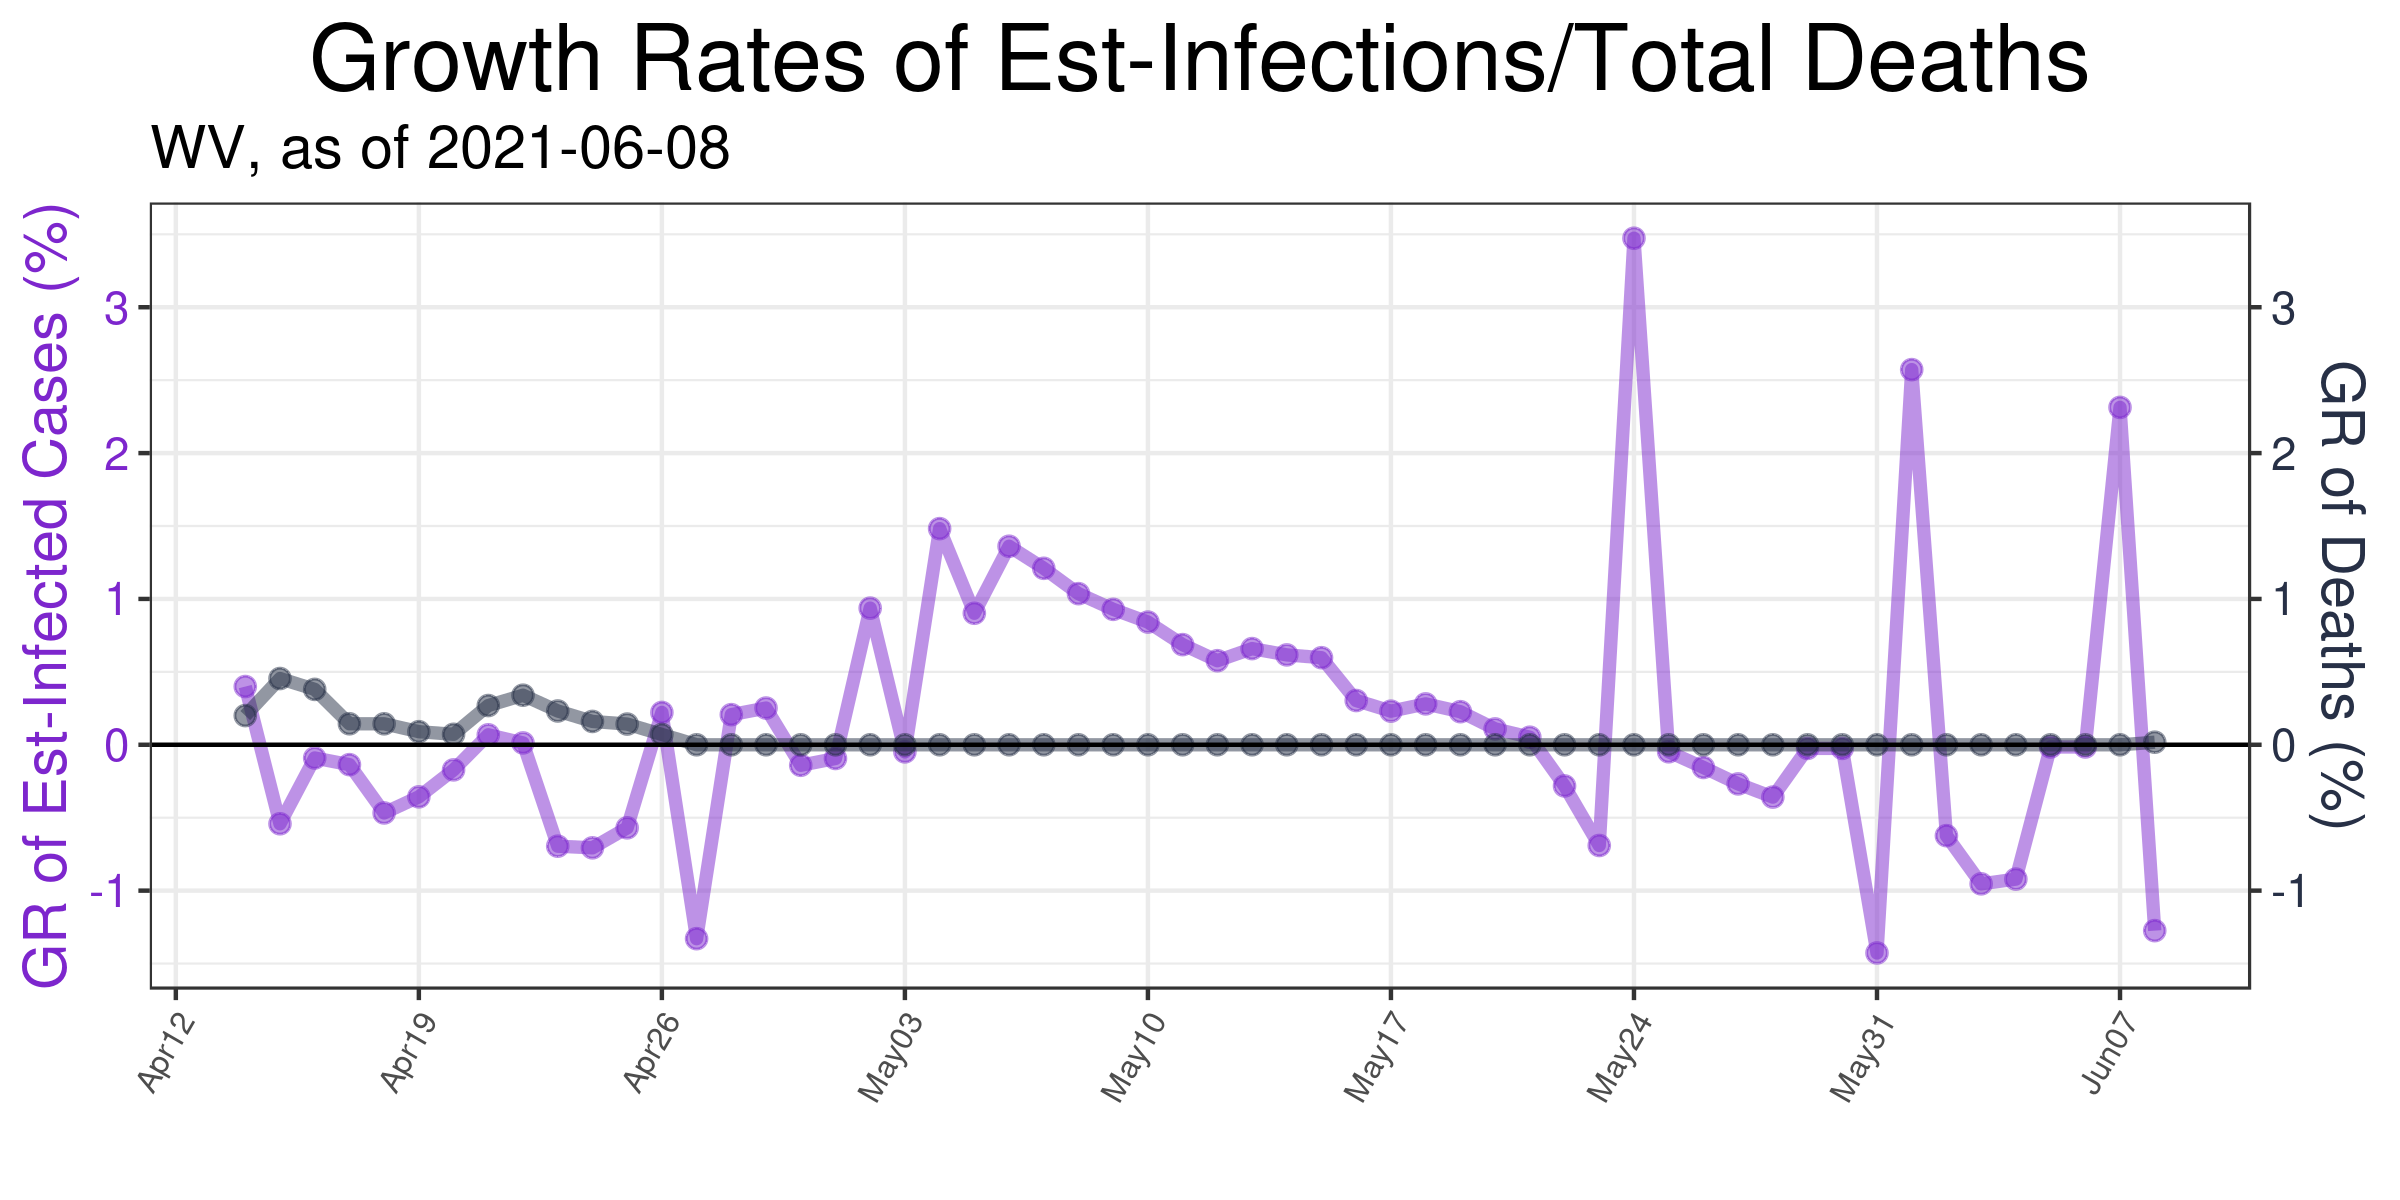 Growth Rates of Est-Infections/Total Deaths
WV, as of 2021-06-08
GR of Est-Infected Cases (%)
3
2
1
0
-1
3
2
1
0
-1
GR of Deaths (%)
Apr12
Apr19
Apr26
May03
May10
May17
May24
May31
Jun07